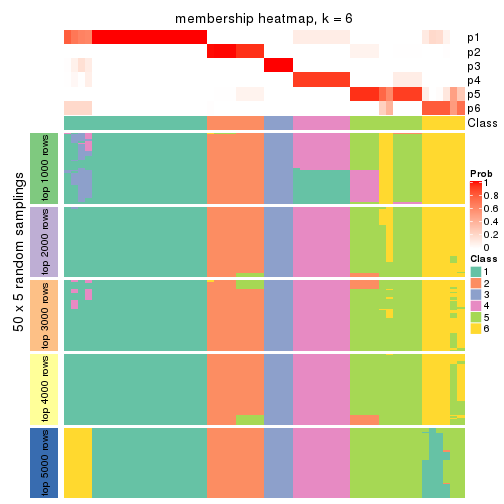 membership heatmap, k = 6
p1
p2
p3
p4
p5
p6
Class
50 x 5 random samplings
top 1000 rows
top 2000 rows
top 3000 rows
top 4000 rows
top 5000 rows
Prob
1
0.8
0.6
0.4
0.2
0
Class
1
2
3
4
5
6